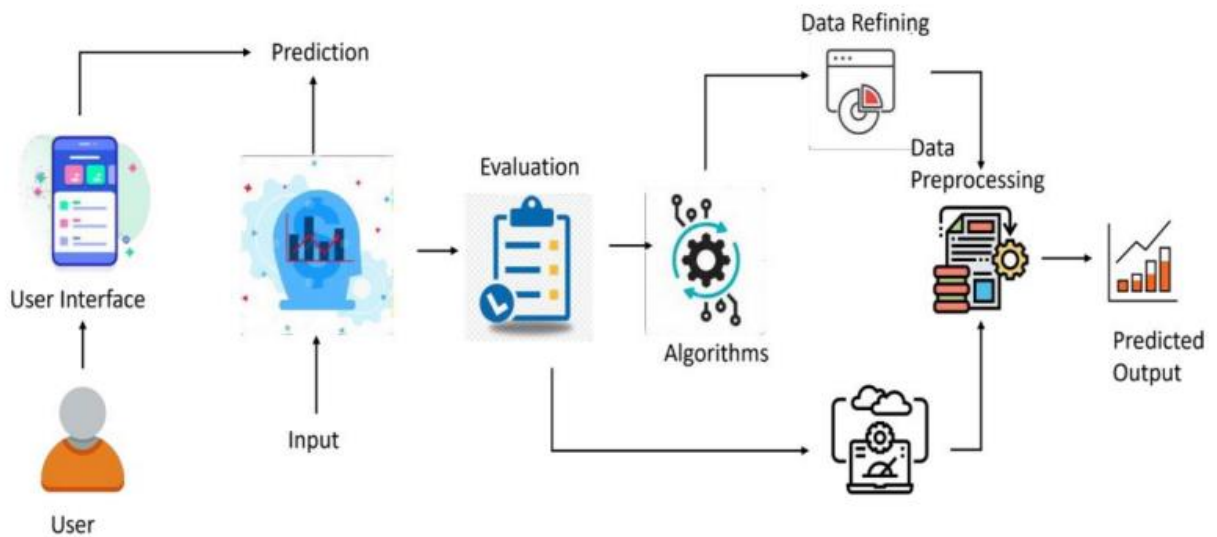 Data Refining
Prediction
Evaluation
Data
Preprocessing
User Interface
Algorithms
Predicted
Output
Input
User